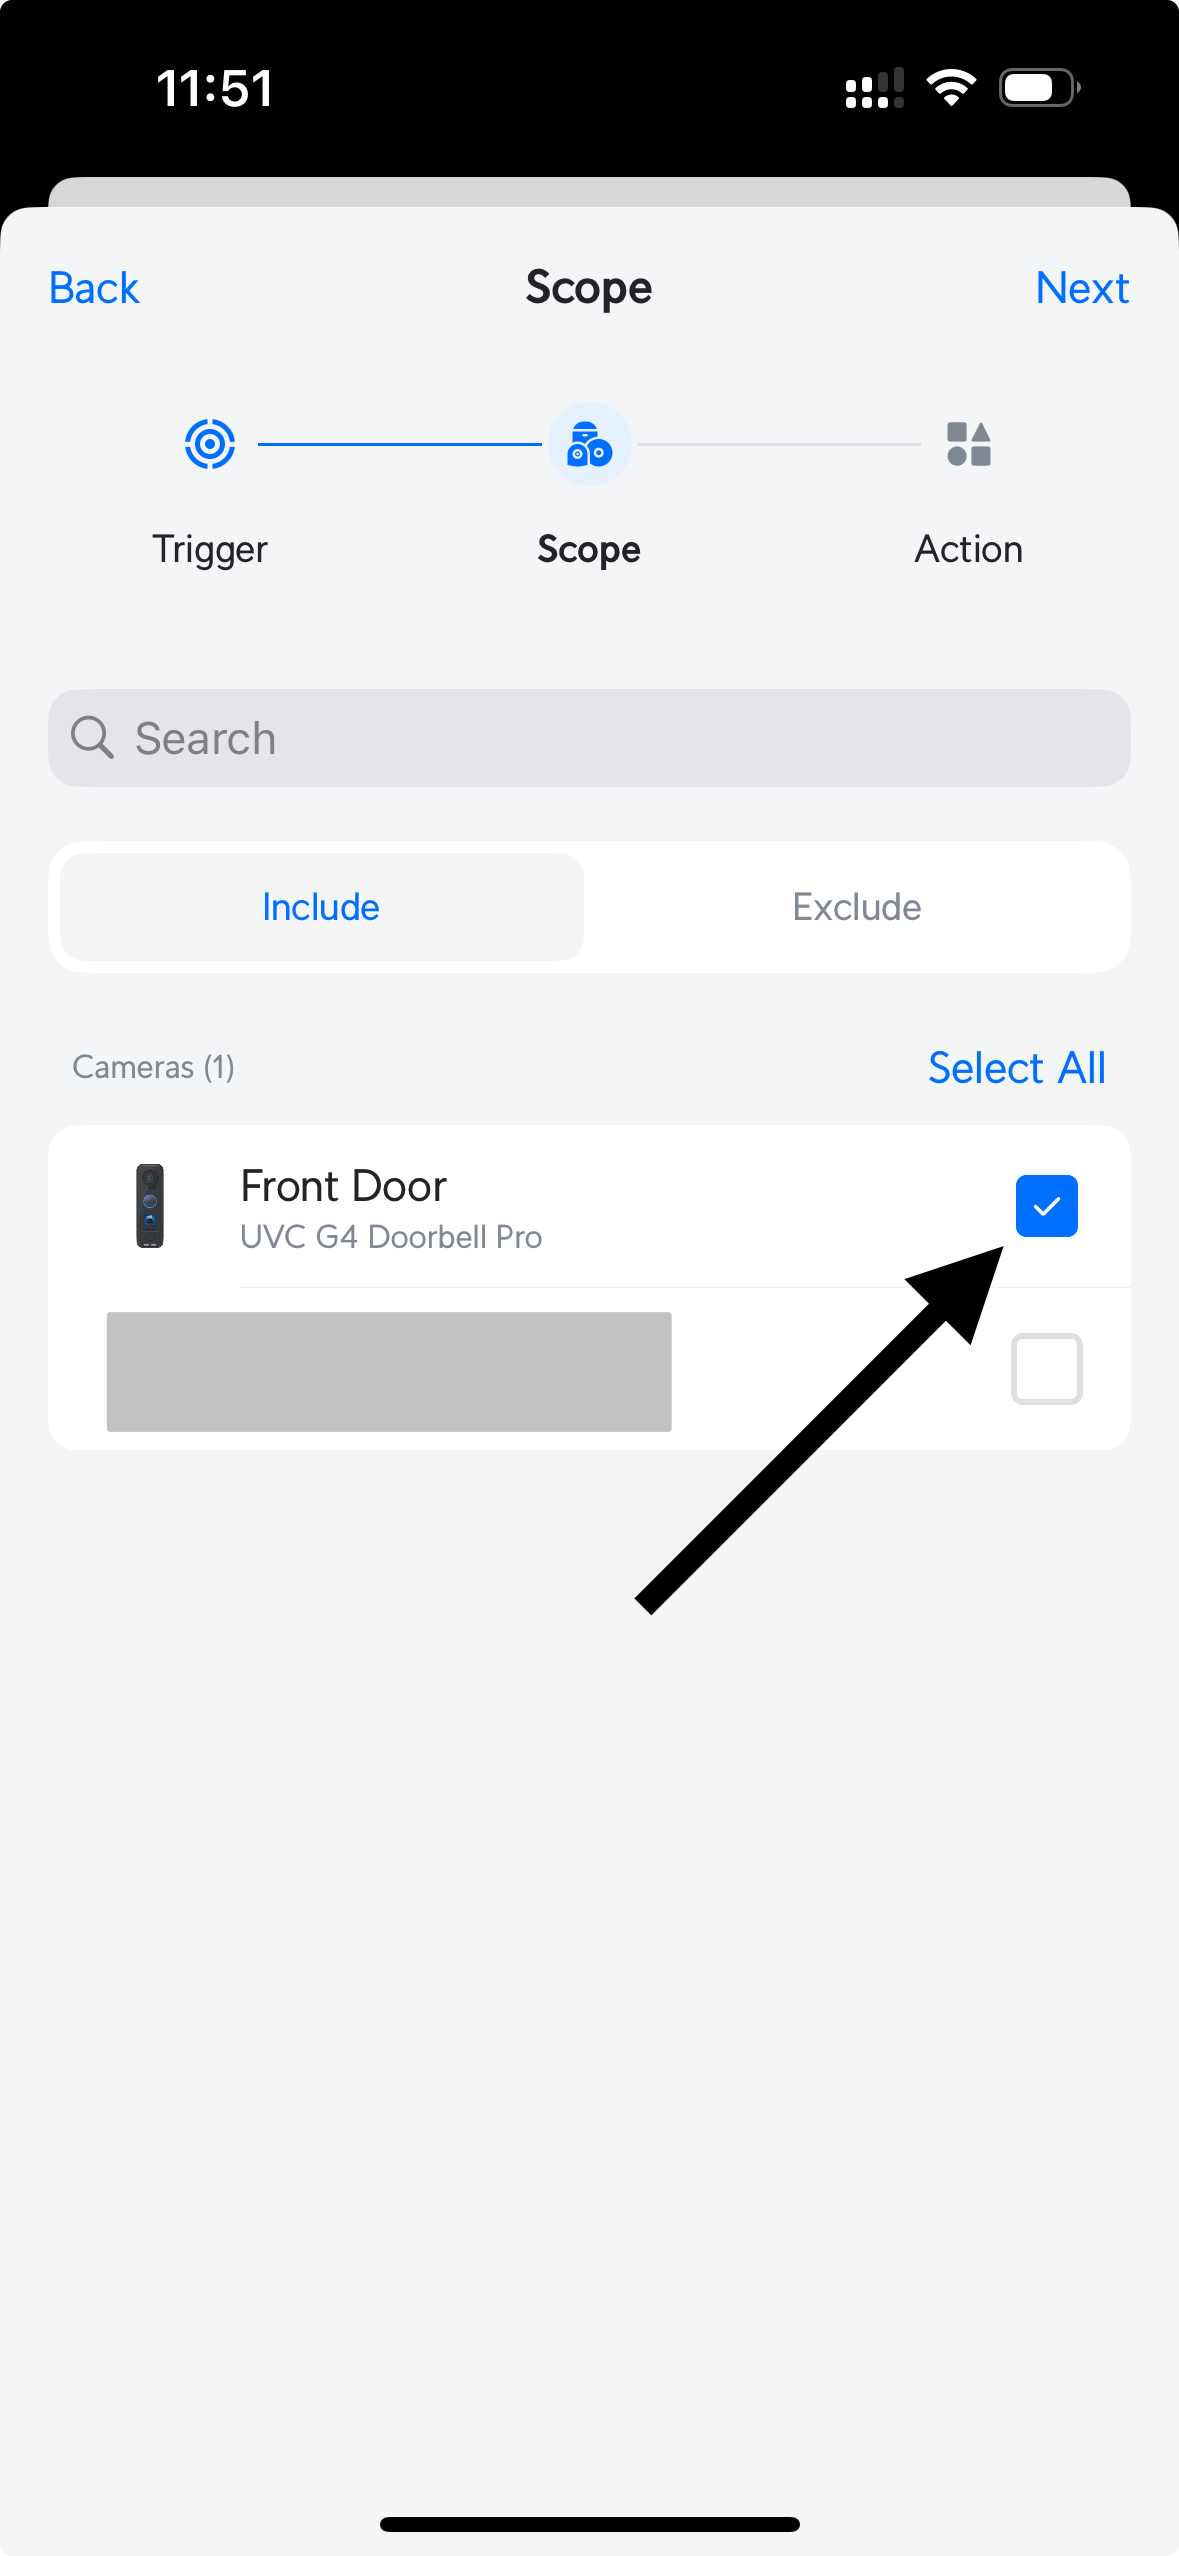 11:51
Back
Scope
Next
Trigger
Scope
Action
Search
Include
Exclude
Cameras (1)
Select All
Front Door
UVC G4 Doorbell Pro